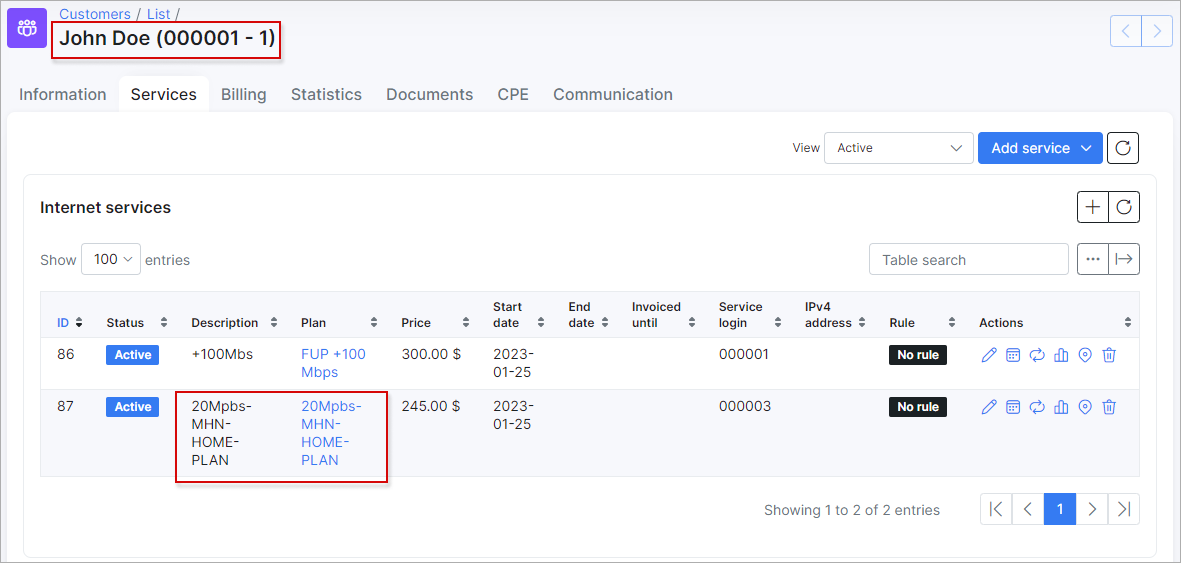 Customers / List /
John Doe (000001 - 1)
Information Services Billing Statistics Documents CPE Communication
View Active Add service
Internet services
Show 100 entries Table search
ID Status Description Plan Price Start date End date Invoiced until Service login IPv4 address Rule Actions
86 Active +100Mbs FUP +100 Mbps 300.00 $ 2023-01-25 000001 No rule
87 Active 20Mpbs-MHN-HOME-PLAN 20Mpbs-MHN-HOME-PLAN 245.00 $ 2023-01-25 000003 No rule
Showing 1 to 2 of 2 entries 1